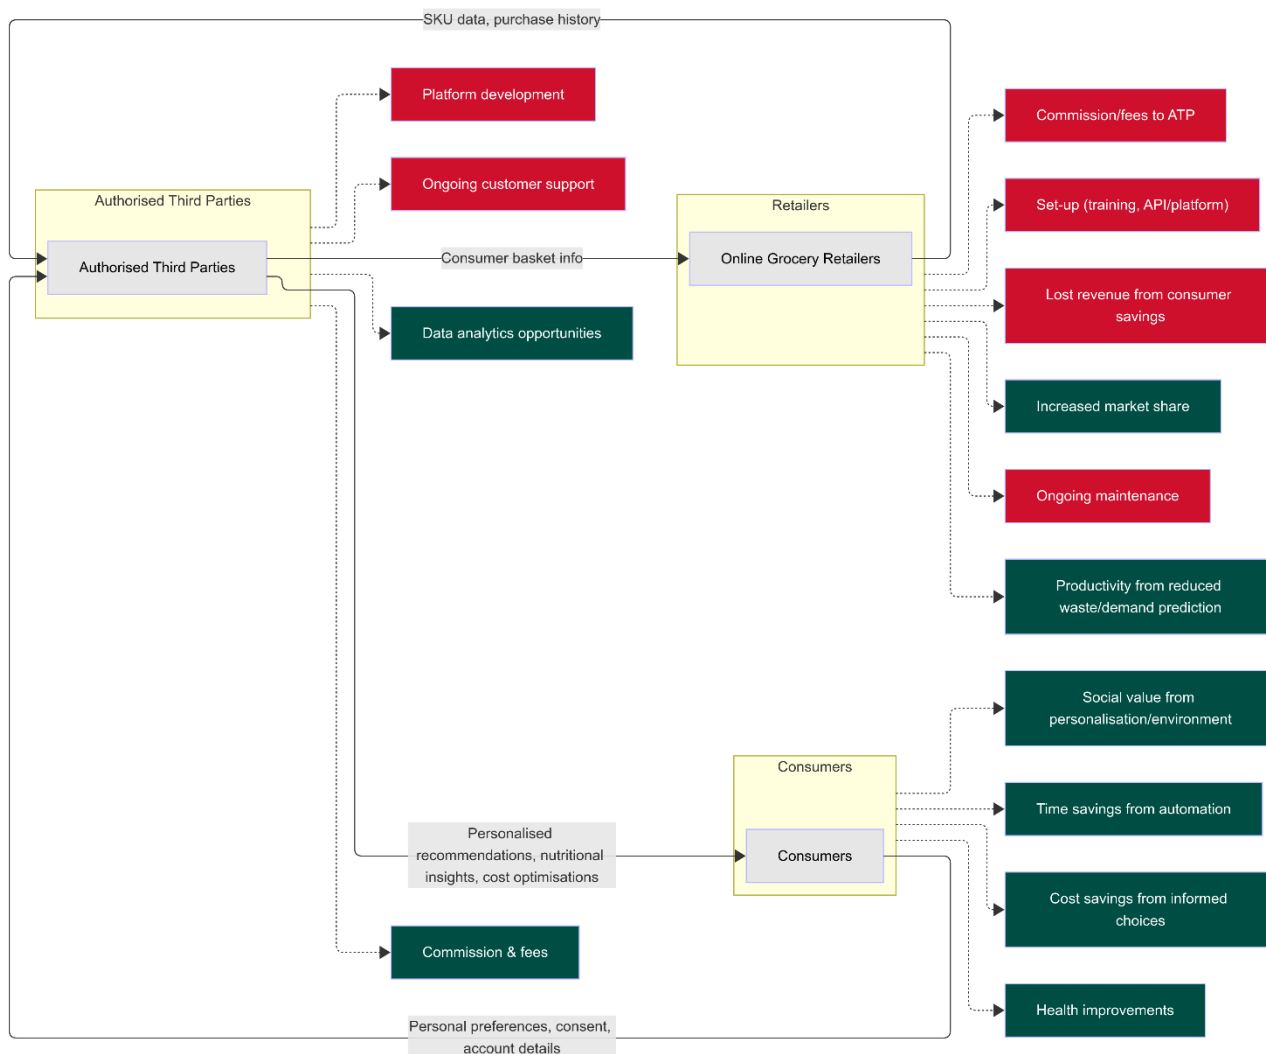 SKU data, purchase history
Platform development
Commission/fees to ATP
Ongoing customer support
Set-up (training, API/platform)
Authorised Third Parties
Retailers
Authorised Third Parties
Consumer basket info
Online Grocery Retailers
Lost revenue from consumer
savings
Data analytics opportunities
Increased market share
Ongoing maintenance
Productivity from reduced
waste/demand prediction
Social value from
personalisation/environment
Consumers
Time savings from automation
Personalised
recommendations, nutritional
insights, cost optimisations
Consumers
Cost savings from informed
choices
Commission & fees
Health improvements
Personal preferences, consent,
account details